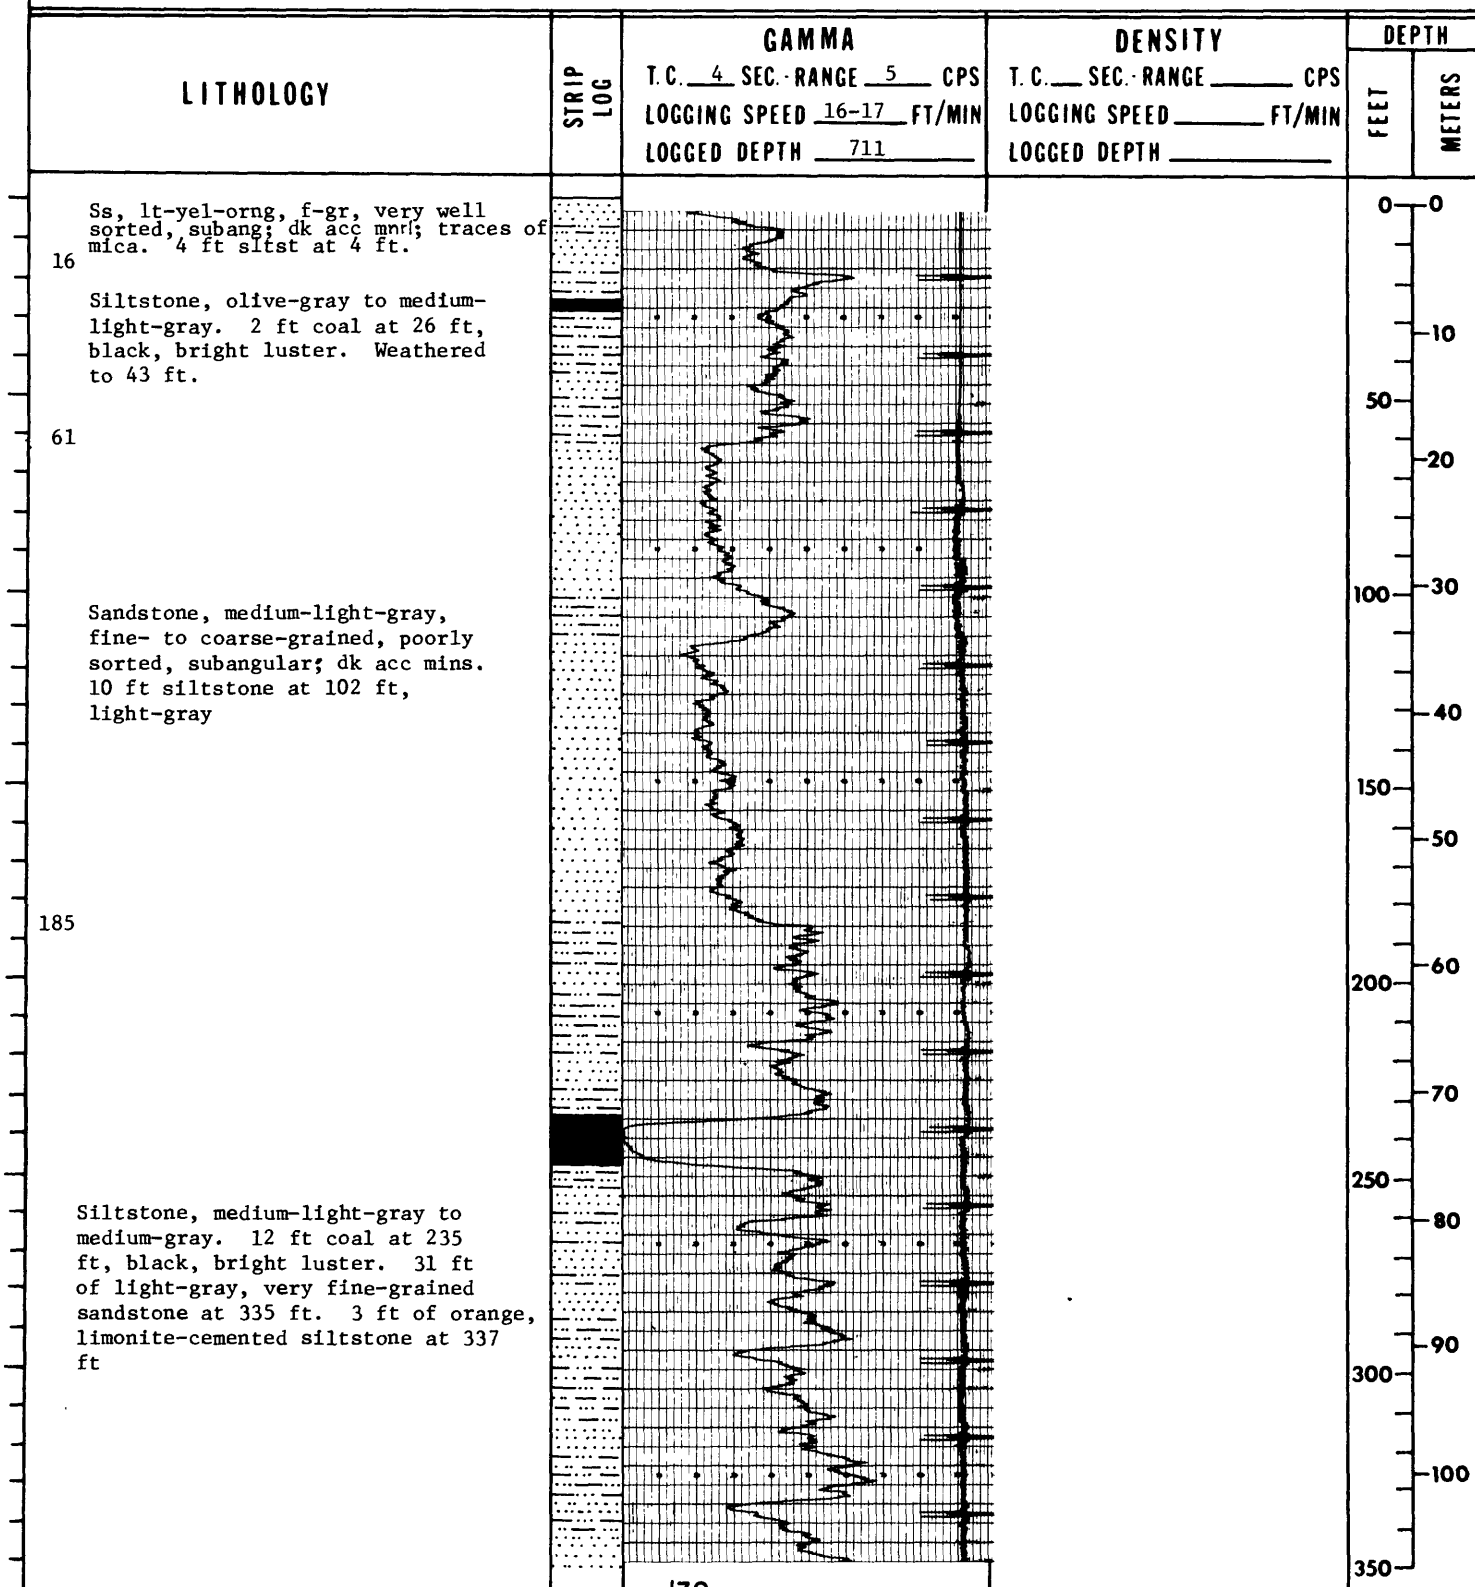 LITHOLOGY
STRIP LOG
GAMMA
T.C. 4 SEC. RANGE 5 CPS
LOGGING SPEED 16-17 FT/MIN
LOGGED DEPTH 711
DENSITY
T.C. SEC. RANGE CPS
LOGGING SPEED FT/MIN
LOGGED DEPTH
DEPTH
FEET
METERS
Ss, lt-yel-orng, f-gr, very well
sorted, subang; dk acc mnrl; traces of
mica. 4 ft sltst at 4 ft.
16
Siltstone, olive-gray to medium-
light-gray. 2 ft coal at 26 ft,
black, bright luster. Weathered
to 43 ft.
61
Sandstone, medium-light-gray,
fine- to coarse-grained, poorly
sorted, subangular; dk acc mins.
10 ft siltstone at 102 ft,
light-gray
185
Siltstone, medium-light-gray to
medium-gray. 12 ft coal at 235
ft, black, bright luster. 31 ft
of light-gray, very fine-grained
sandstone at 335 ft. 3 ft of orange,
limonite-cemented siltstone at 337
ft
0 0
10
50
20
100 30
40
150
50
200 60
70
250
80
90
300
100
350